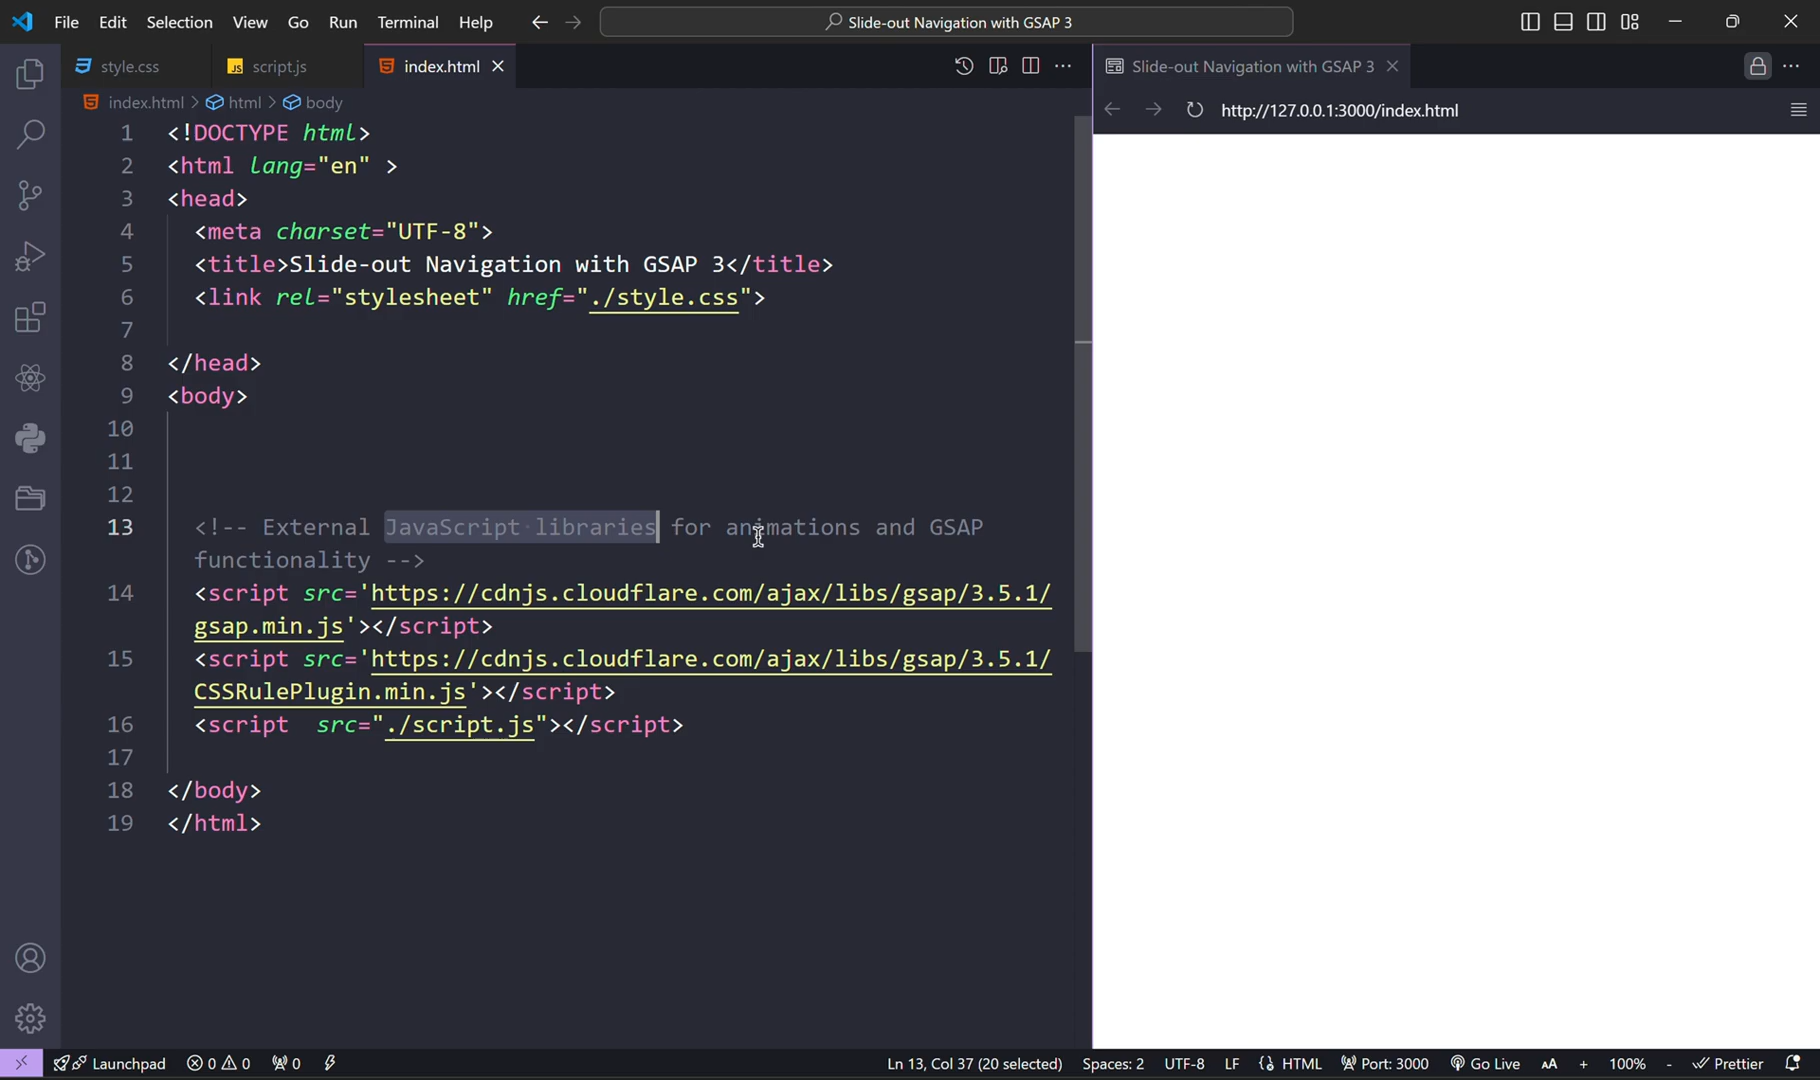 File Edit Selection View Go Run Terminal Help
Slide-out Navigation with GSAP 3
style.css
JS script.js
index.html
Slide-out Navigation with GSAP 3
index.html > html > body
http://127.0.0.1:3000/index.html
1 <!DOCTYPE html>
2 <html lang="en" >
3 <head>
4 <meta charset="UTF-8">
5 <title>Slide-out Navigation with GSAP 3</title>
6 <link rel="stylesheet" href="./style.css">
7
8 </head>
9 <body>
10
11
12
13 <!-- External JavaScript·libraries for animations and GSAP
functionality -->
14 <script src='https://cdnjs.cloudflare.com/ajax/libs/gsap/3.5.1/
gsap.min.js'></script>
15 <script src='https://cdnjs.cloudflare.com/ajax/libs/gsap/3.5.1/
CSSRulePlugin.min.js'></script>
16 <script  src="./script.js"></script>
17
18 </body>
19 </html>
Launchpad 0 0 0 Ln 13, Col 37 (20 selected) Spaces: 2 UTF-8 LF {} HTML Port: 3000 Go Live AA + 100% - Prettier